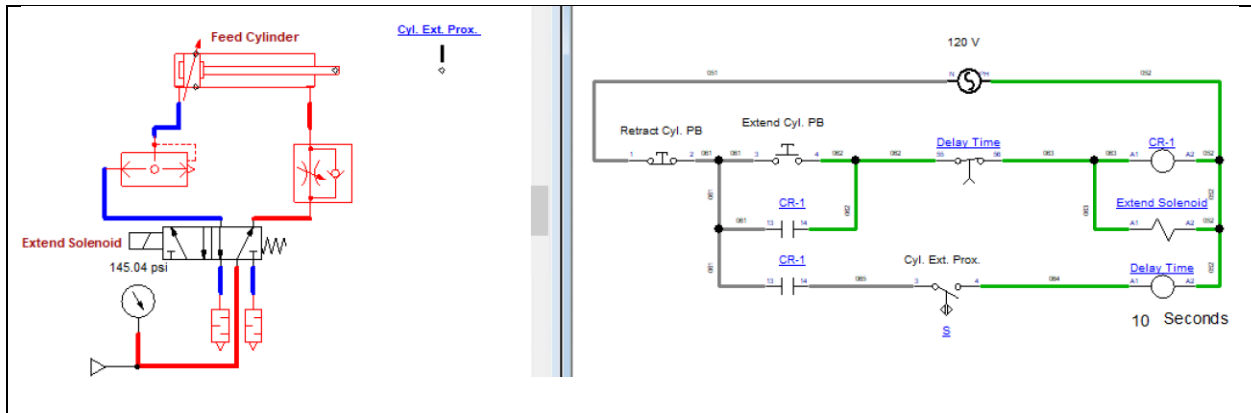 Feed Cylinder
Cyl. Ext. Prox.
Extend Solenoid
145.04 psi
120 V
051
N
PH
052
Retract Cyl. PB
Extend Cyl. PB
Delay Time
CR-1
1
2
061
061
3
4
062
062
55
56
063
063
A1
A2
052
061
CR-1
062
063
Extend Solenoid
052
061
13
14
A1
A2
052
061
CR-1
Cyl. Ext. Prox.
Delay Time
052
13
14
065
3
4
064
A1
A2
S
10 Seconds